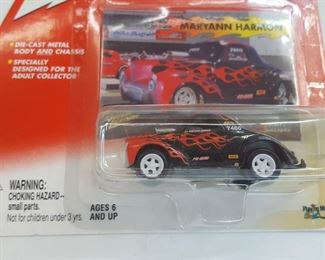 MARYANN HARMON
• DIE-CAST METAL
BODY AND CHASSIS
• SPECIALLY
DESIGNED FOR THE
ADULT COLLECTOR
7400
WARNING:
CHOKING HAZARD--
small parts.
Not for children under 3 yrs.
AGES 6
AND UP